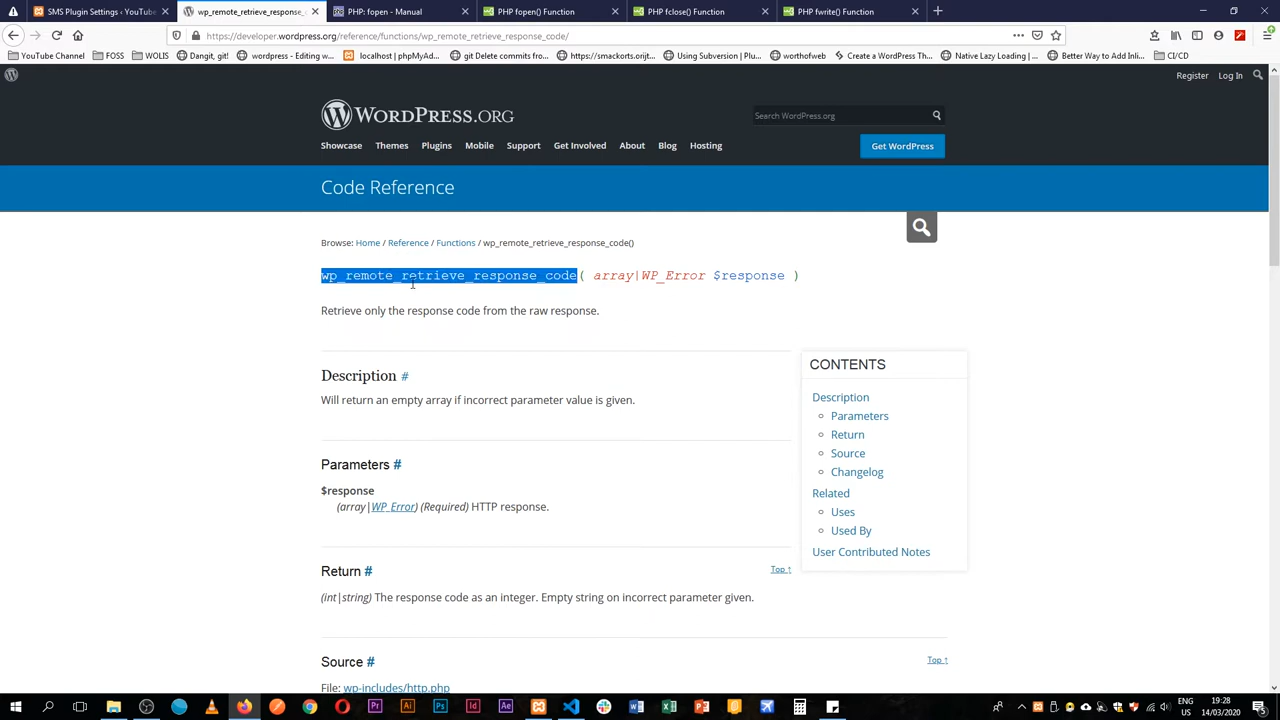 SMS Plugin Settings ‹ YouTube
wp_remote_retrieve_response_
PHP: fopen - Manual
PHP fopen() Function
PHP fclose() Function
PHP fwrite() Function
https://developer.wordpress.org/reference/functions/wp_remote_retrieve_response_code/
YouTube Channel
FOSS
WOLIS
Dangit, git!
wordpress - Editing w...
localhost | phpMyAd...
git Delete commits fro...
https://smackorts.orijt...
Using Subversion | Plu...
worthofweb
Create a WordPress Th...
Native Lazy Loading | ...
Better Way to Add Inli...
CI/CD
Register
Log In
WORDPRESS.ORG
Search WordPress.org
Showcase
Themes
Plugins
Mobile
Support
Get Involved
About
Blog
Hosting
Get WordPress
Code Reference
Browse: Home / Reference / Functions / wp_remote_retrieve_response_code()
wp_remote_retrieve_response_code( array|WP_Error $response )
Retrieve only the response code from the raw response.
CONTENTS
Description
Parameters
Return
Source
Changelog
Related
Uses
Used By
User Contributed Notes
Description #
Will return an empty array if incorrect parameter value is given.
Parameters #
$response
(array|WP_Error) (Required) HTTP response.
Return #
Top ↑
(int|string) The response code as an integer. Empty string on incorrect parameter given.
Source #
Top ↑
File: wp-includes/http.php
ENG
US
19:28
14/03/2020